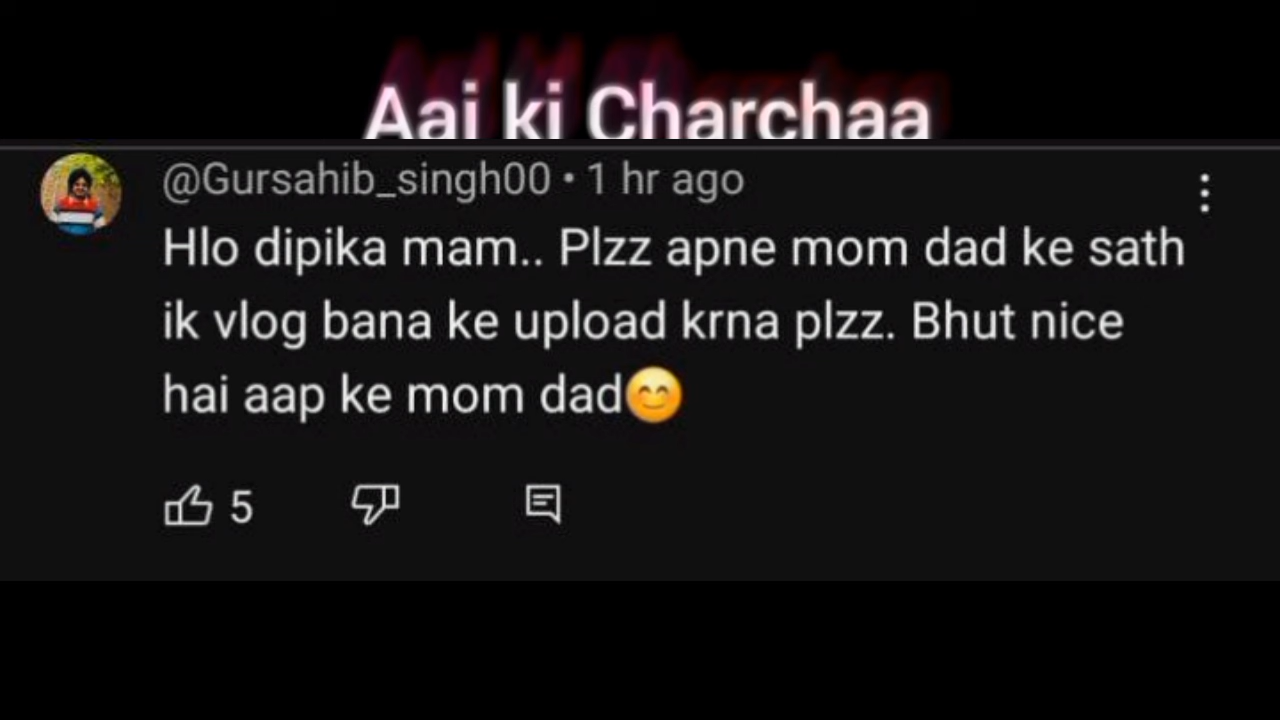 Aaj ki Charchaa
@Gursahib_singh00 • 1 hr ago
Hlo dipika mam.. Plzz apne mom dad ke sath
ik vlog bana ke upload krna plzz. Bhut nice
hai aap ke mom dad😊
5